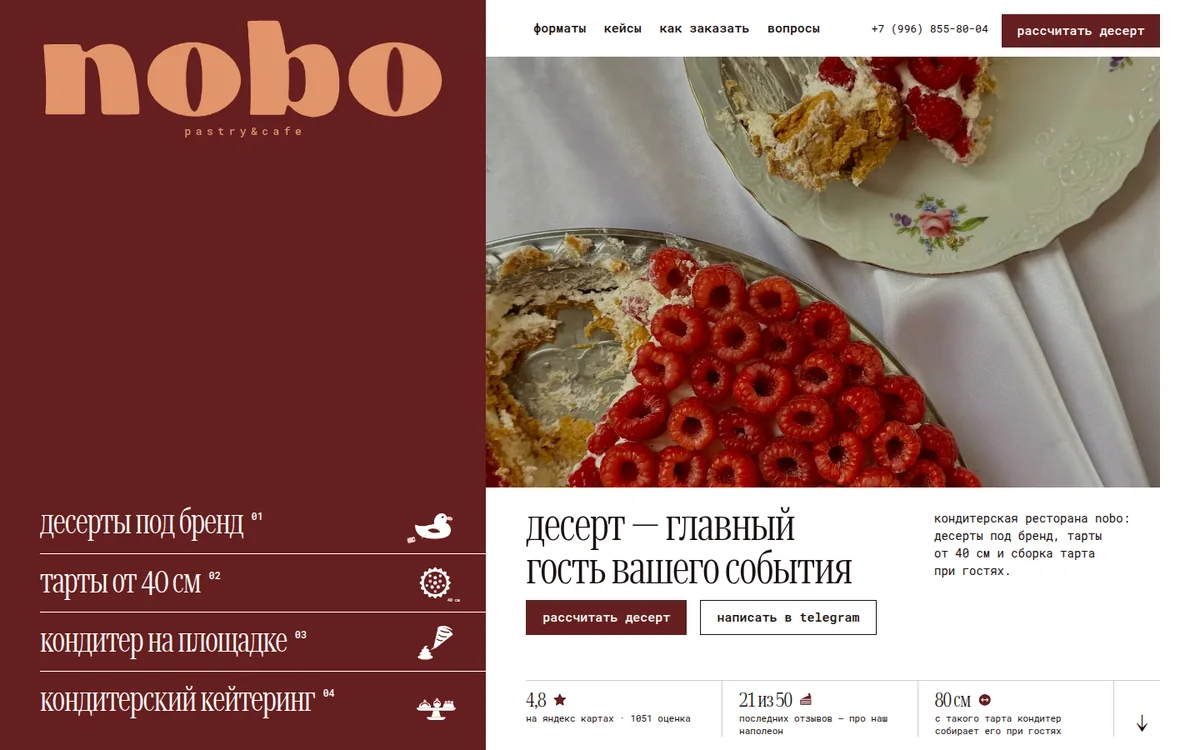 nobo
pastry&cafe
десерты под бренд 01
тарты от 40 см 02
40 см
кондитер на площадке 03
кондитерский кейтеринг 04
форматы кейсы как заказать вопросы +7 (996) 855-80-04 рассчитать десерт
десерт — главный
гость вашего события
кондитерская ресторана nobo:
десерты под бренд, тарты
от 40 см и сборка тарта
при гостях.
рассчитать десерт написать в telegram
4,8
на яндекс картах · 1051 оценка
21 из 50
последних отзывов — про наш
наполеон
80 см
с такого тарта кондитер
собирает его при гостях